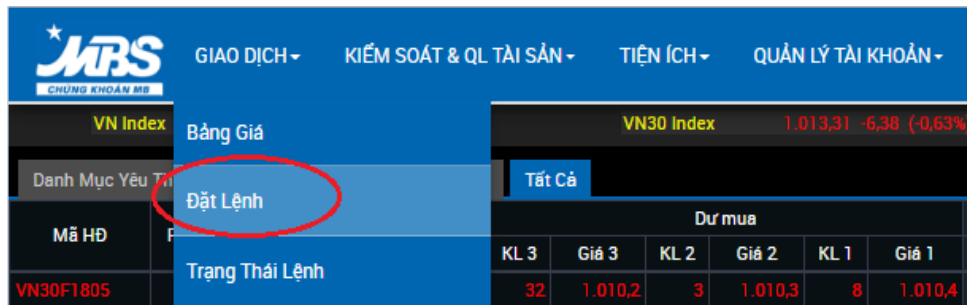 MBS
CHỨNG KHOÁN MB
GIAO DỊCH KIỂM SOÁT & QL TÀI SẢN TIỆN ÍCH QUẢN LÝ TÀI KHOẢN
VN Index VN30 Index 1.013,31 -6,38 (-0,63%
Bảng Giá
Danh Mục Yêu Tất Cả
Đặt Lệnh
Mã HĐ Dư mua
KL 3 Giá 3 KL 2 Giá 2 KL 1 Giá 1
Trạng Thái Lệnh
VN30F1805 32 1.010,2 3 1.010,3 8 1.010,4